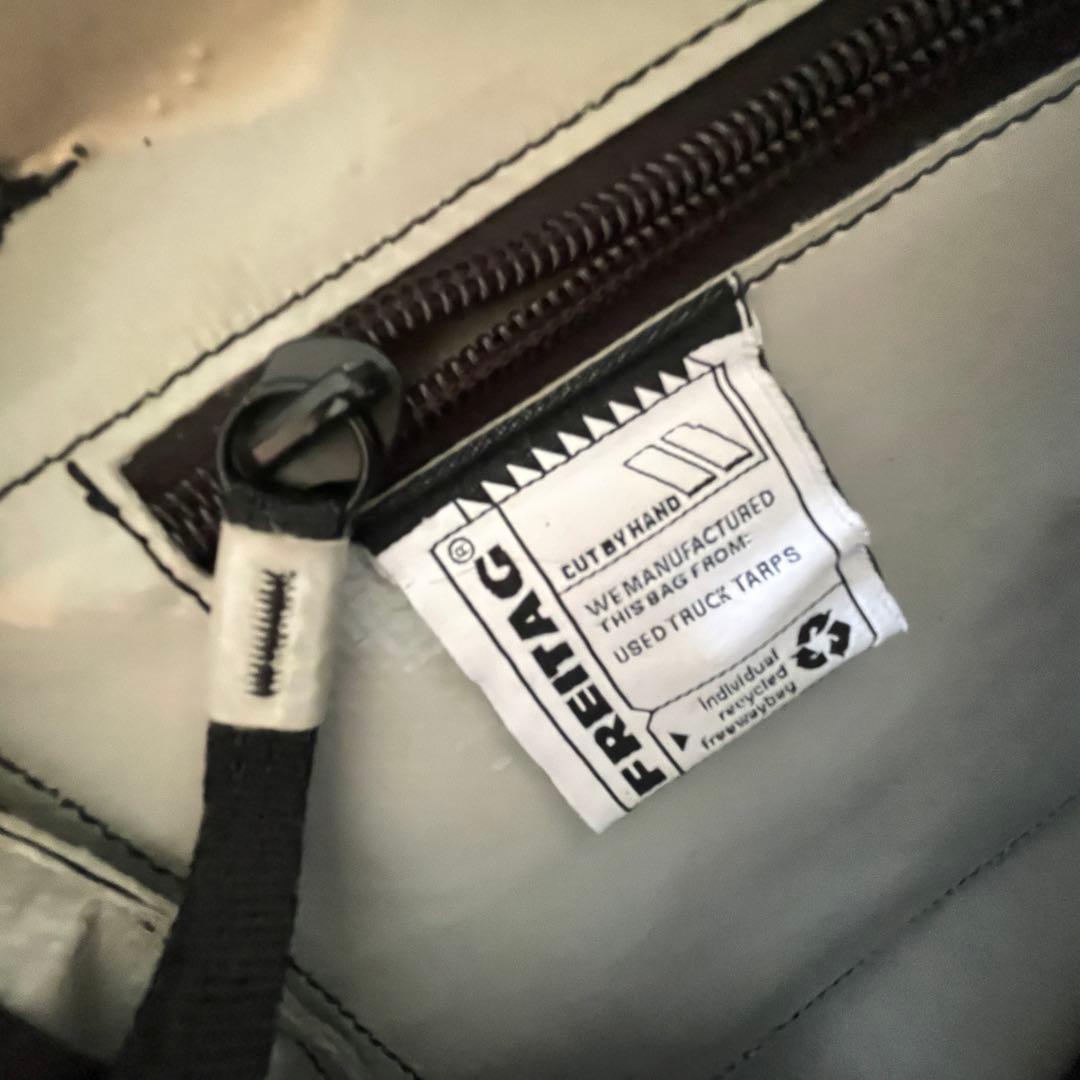 FREITAG®
CUT BY HAND
WE MANUFACTURED
THIS BAG FROM:
USED TRUCK TARPS
Individual
recycled
freewaybag